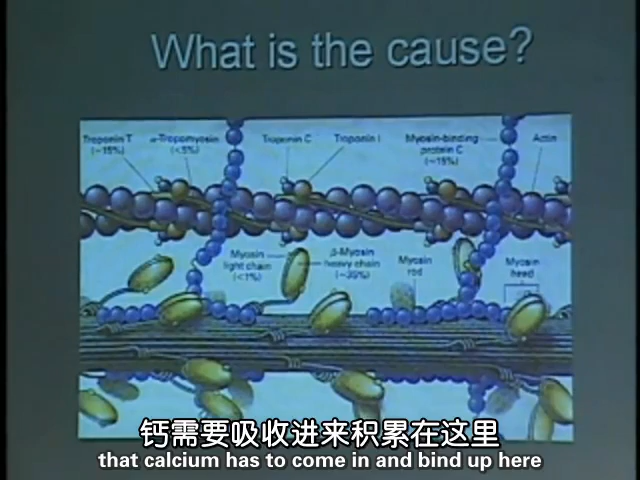 What is the cause?
Troponin T α-Tropomyosin Troponin C Troponin I Myosin-binding Actin
(~15%) (<5%) protein C
(~15%)
Myosin β-Myosin Myosin Myosin
light chain heavy chain rod head
(<1%) (~35%)
钙需要吸收进来积累在这里
that calcium has to come in and bind up here